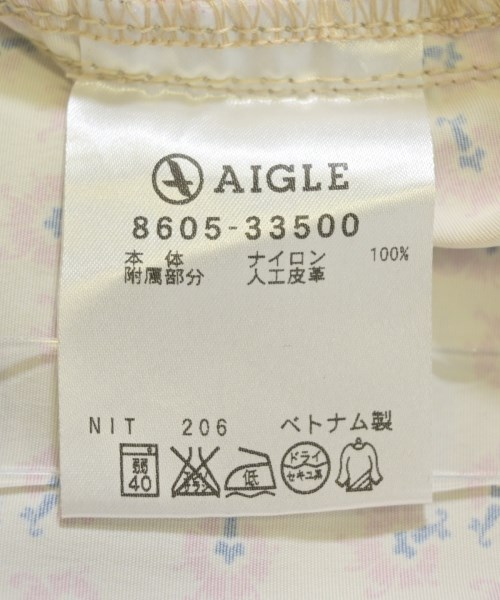 AIGLE
8605-33500
本体 ナイロン 100%
附属部分 人工皮革
NIT 206 ベトナム製
弱 40 低 ドライ セキユ系